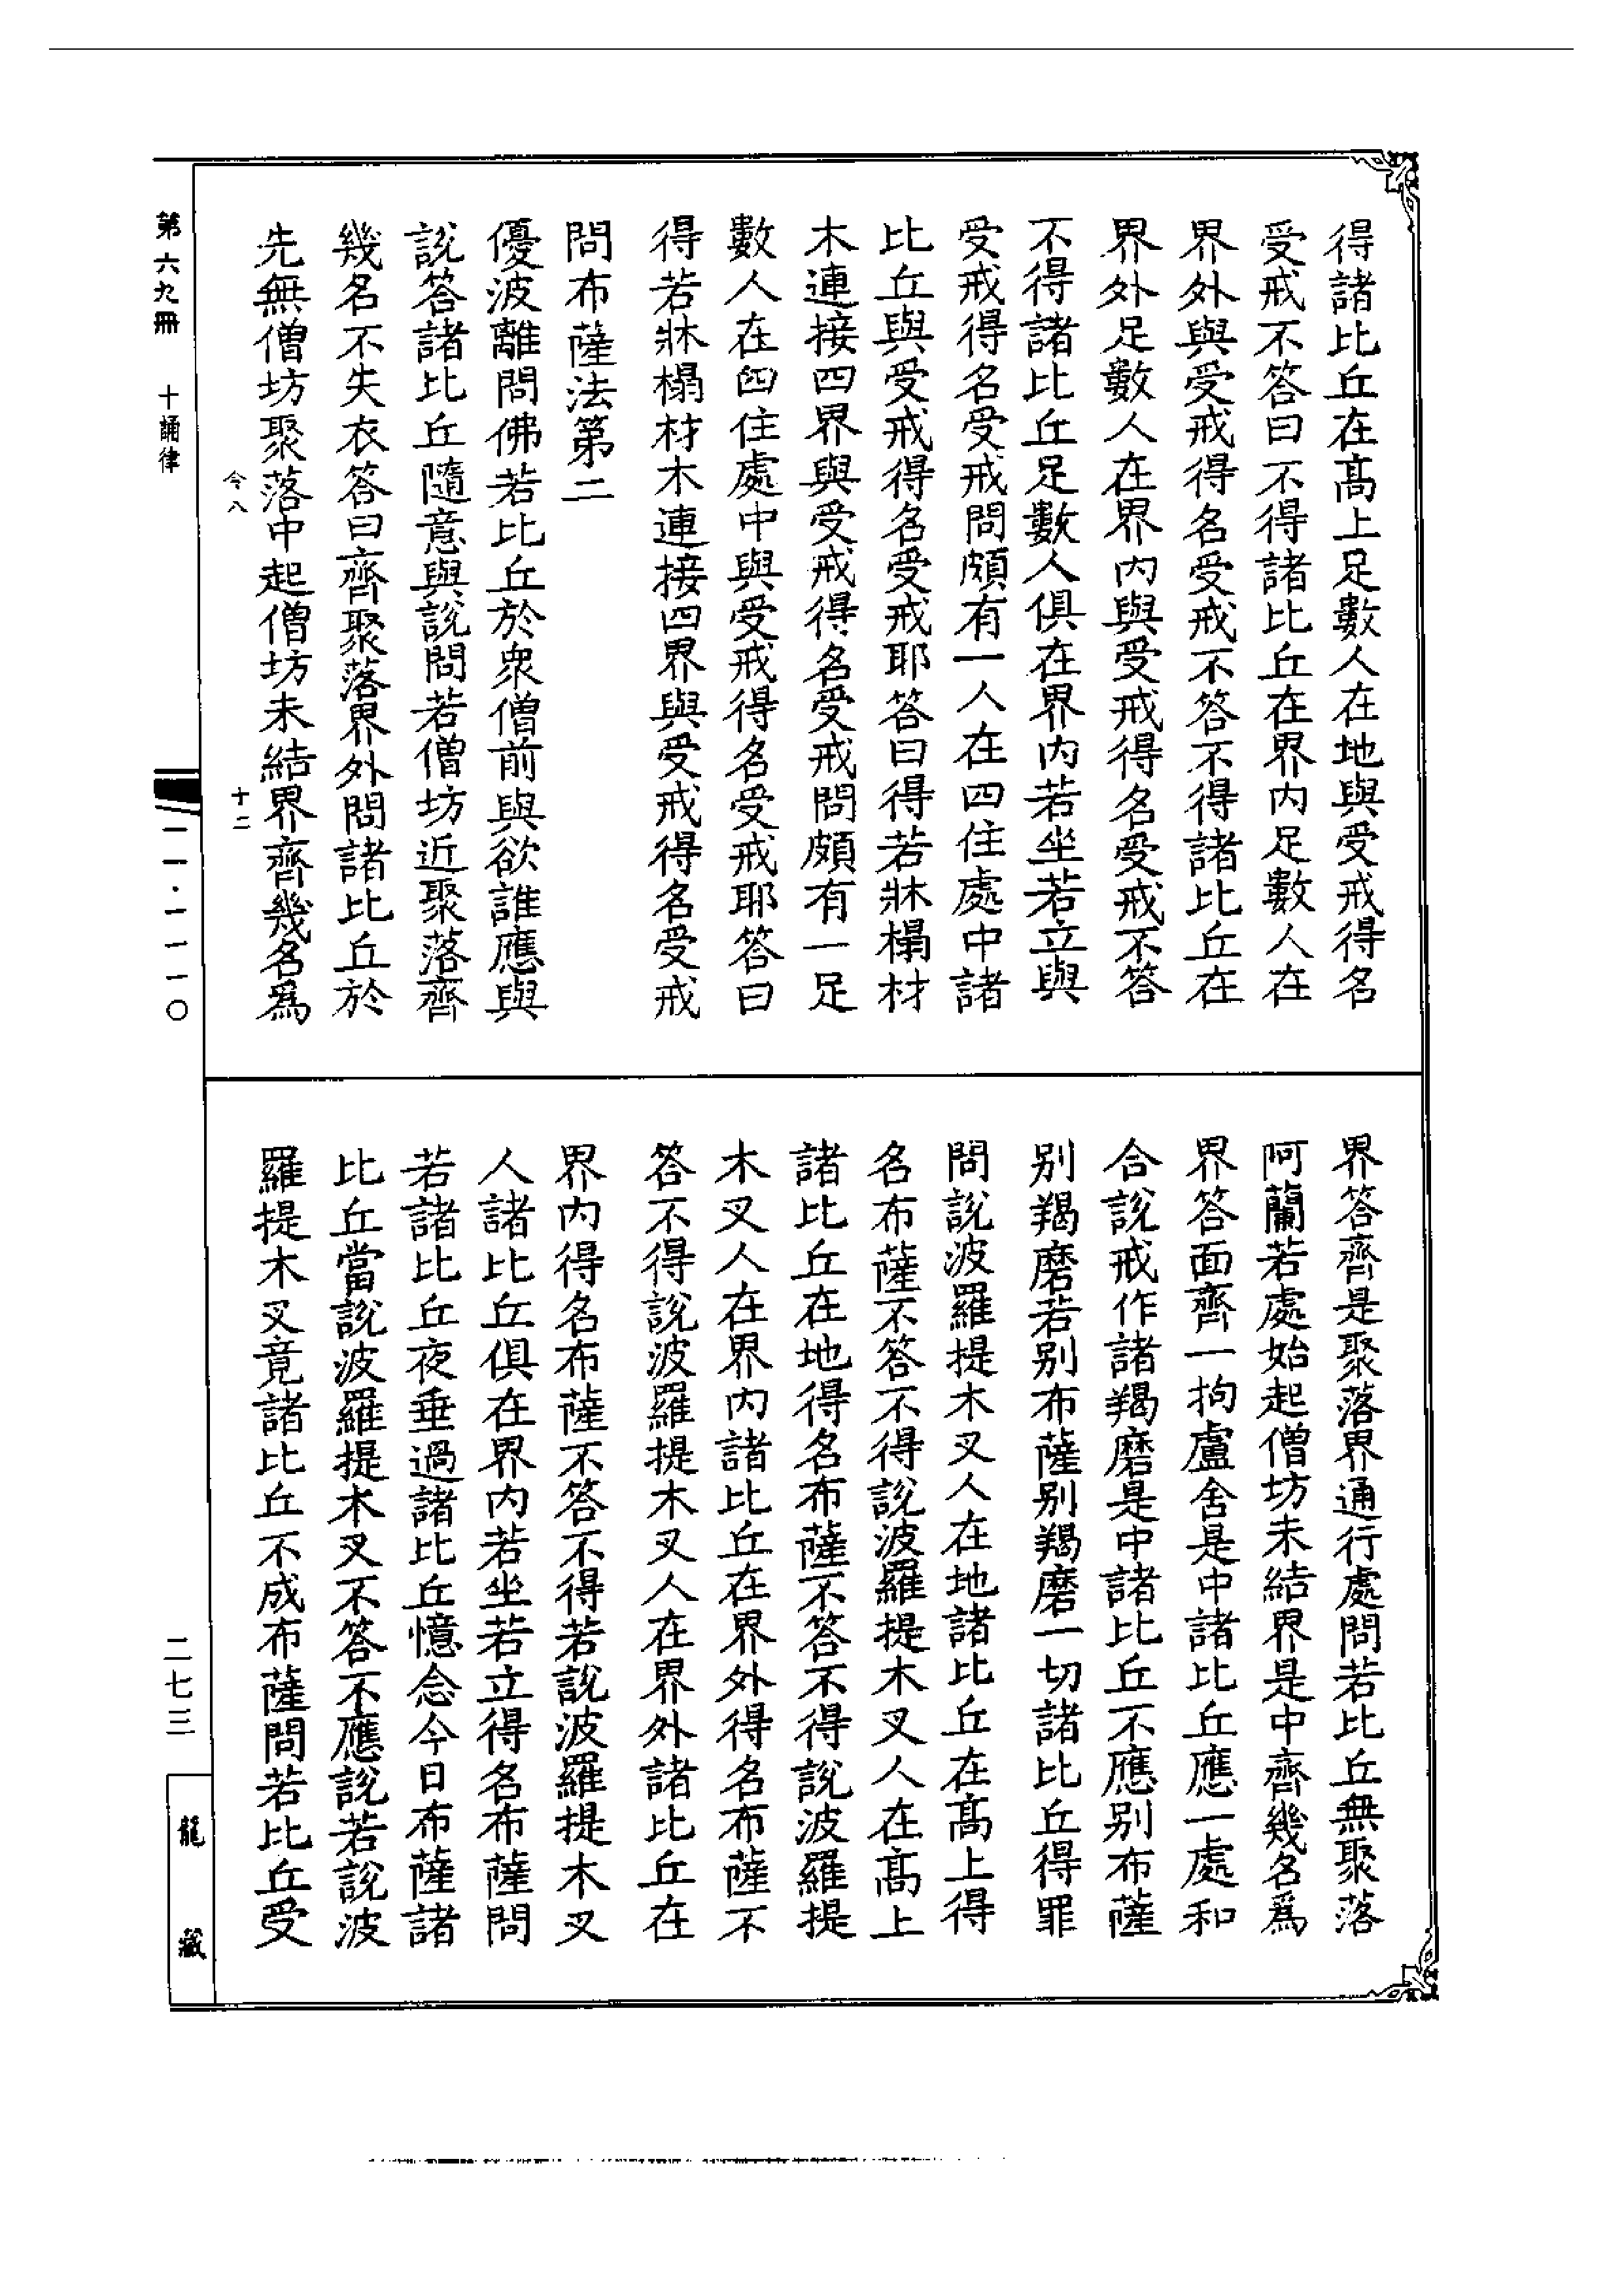 得諸比丘在髙上足數人在地與受戒得名
受戒不答曰不得諸比丘在界內足數人在
界外與受戒得名受戒不答不得諸比丘在
界外足數人在界內與受戒得名受戒不答
不得諸比丘足數人俱在界內若坐若立與
受戒得名受戒問頗有一人在四住處中諸
比丘與受戒得名受戒耶答曰得若牀榻材
木連接四界與受戒得名受戒問頗有一足
數人在四住處中與受戒得名受戒耶答曰
得若牀榻材木連接四界與受戒得名受戒
問布薩法第二
優波離問佛若比丘於衆僧前與欲誰應與
說答諸比丘隨意與說問若僧坊近聚落齊
幾名不失衣答曰齊聚落界外問諸比丘於
先無僧坊聚落中起僧坊未結界齊幾名爲
令八 十二
界答齊是聚落界通行處問若比丘無聚落
阿蘭若處始起僧坊未結界是中齊幾名爲
界答面齊一拘盧舍是中諸比丘應一處和
合說戒作諸羯磨是中諸比丘不應别布薩
别羯磨若别布薩别羯磨一切諸比丘得罪
問說波羅提木叉人在地諸比丘在髙上得
名布薩不答不得說波羅提木叉人在髙上
諸比丘在地得名布薩不答不得說波羅提
木叉人在界內諸比丘在界外得名布薩不
答不得說波羅提木叉人在界外諸比丘在
界內得名布薩不答不得若說波羅提木叉
人諸比丘俱在界內若坐若立得名布薩問
若諸比丘夜垂過諸比丘憶念今日布薩諸
比丘當說波羅提木叉不答不應說若說波
羅提木叉竟諸比丘不成布薩問若比丘受
第六九冊 十誦律
一一·一一一〇
二七三
龍藏